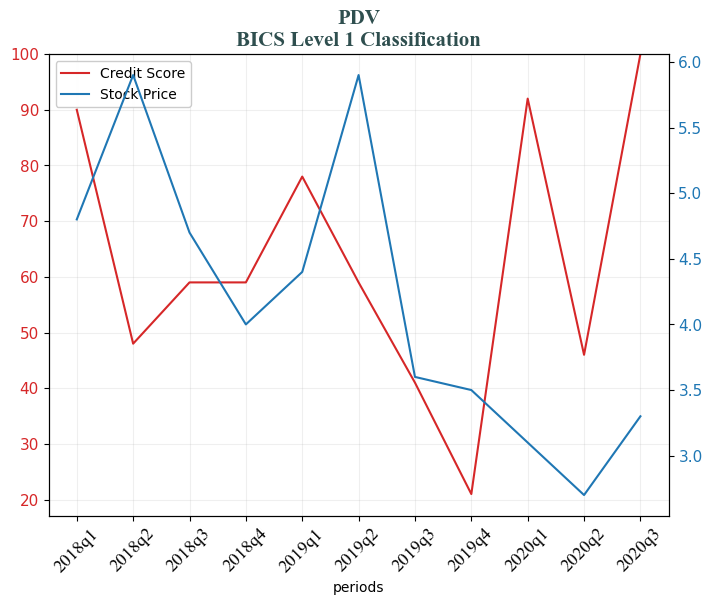 PDV
BICS Level 1 Classification
Credit Score
Stock Price
100
90
80
70
60
50
40
30
20
6.0
5.5
5.0
4.5
4.0
3.5
3.0
2018q1
2018q2
2018q3
2018q4
2019q1
2019q2
2019q3
2019q4
2020q1
2020q2
2020q3
periods